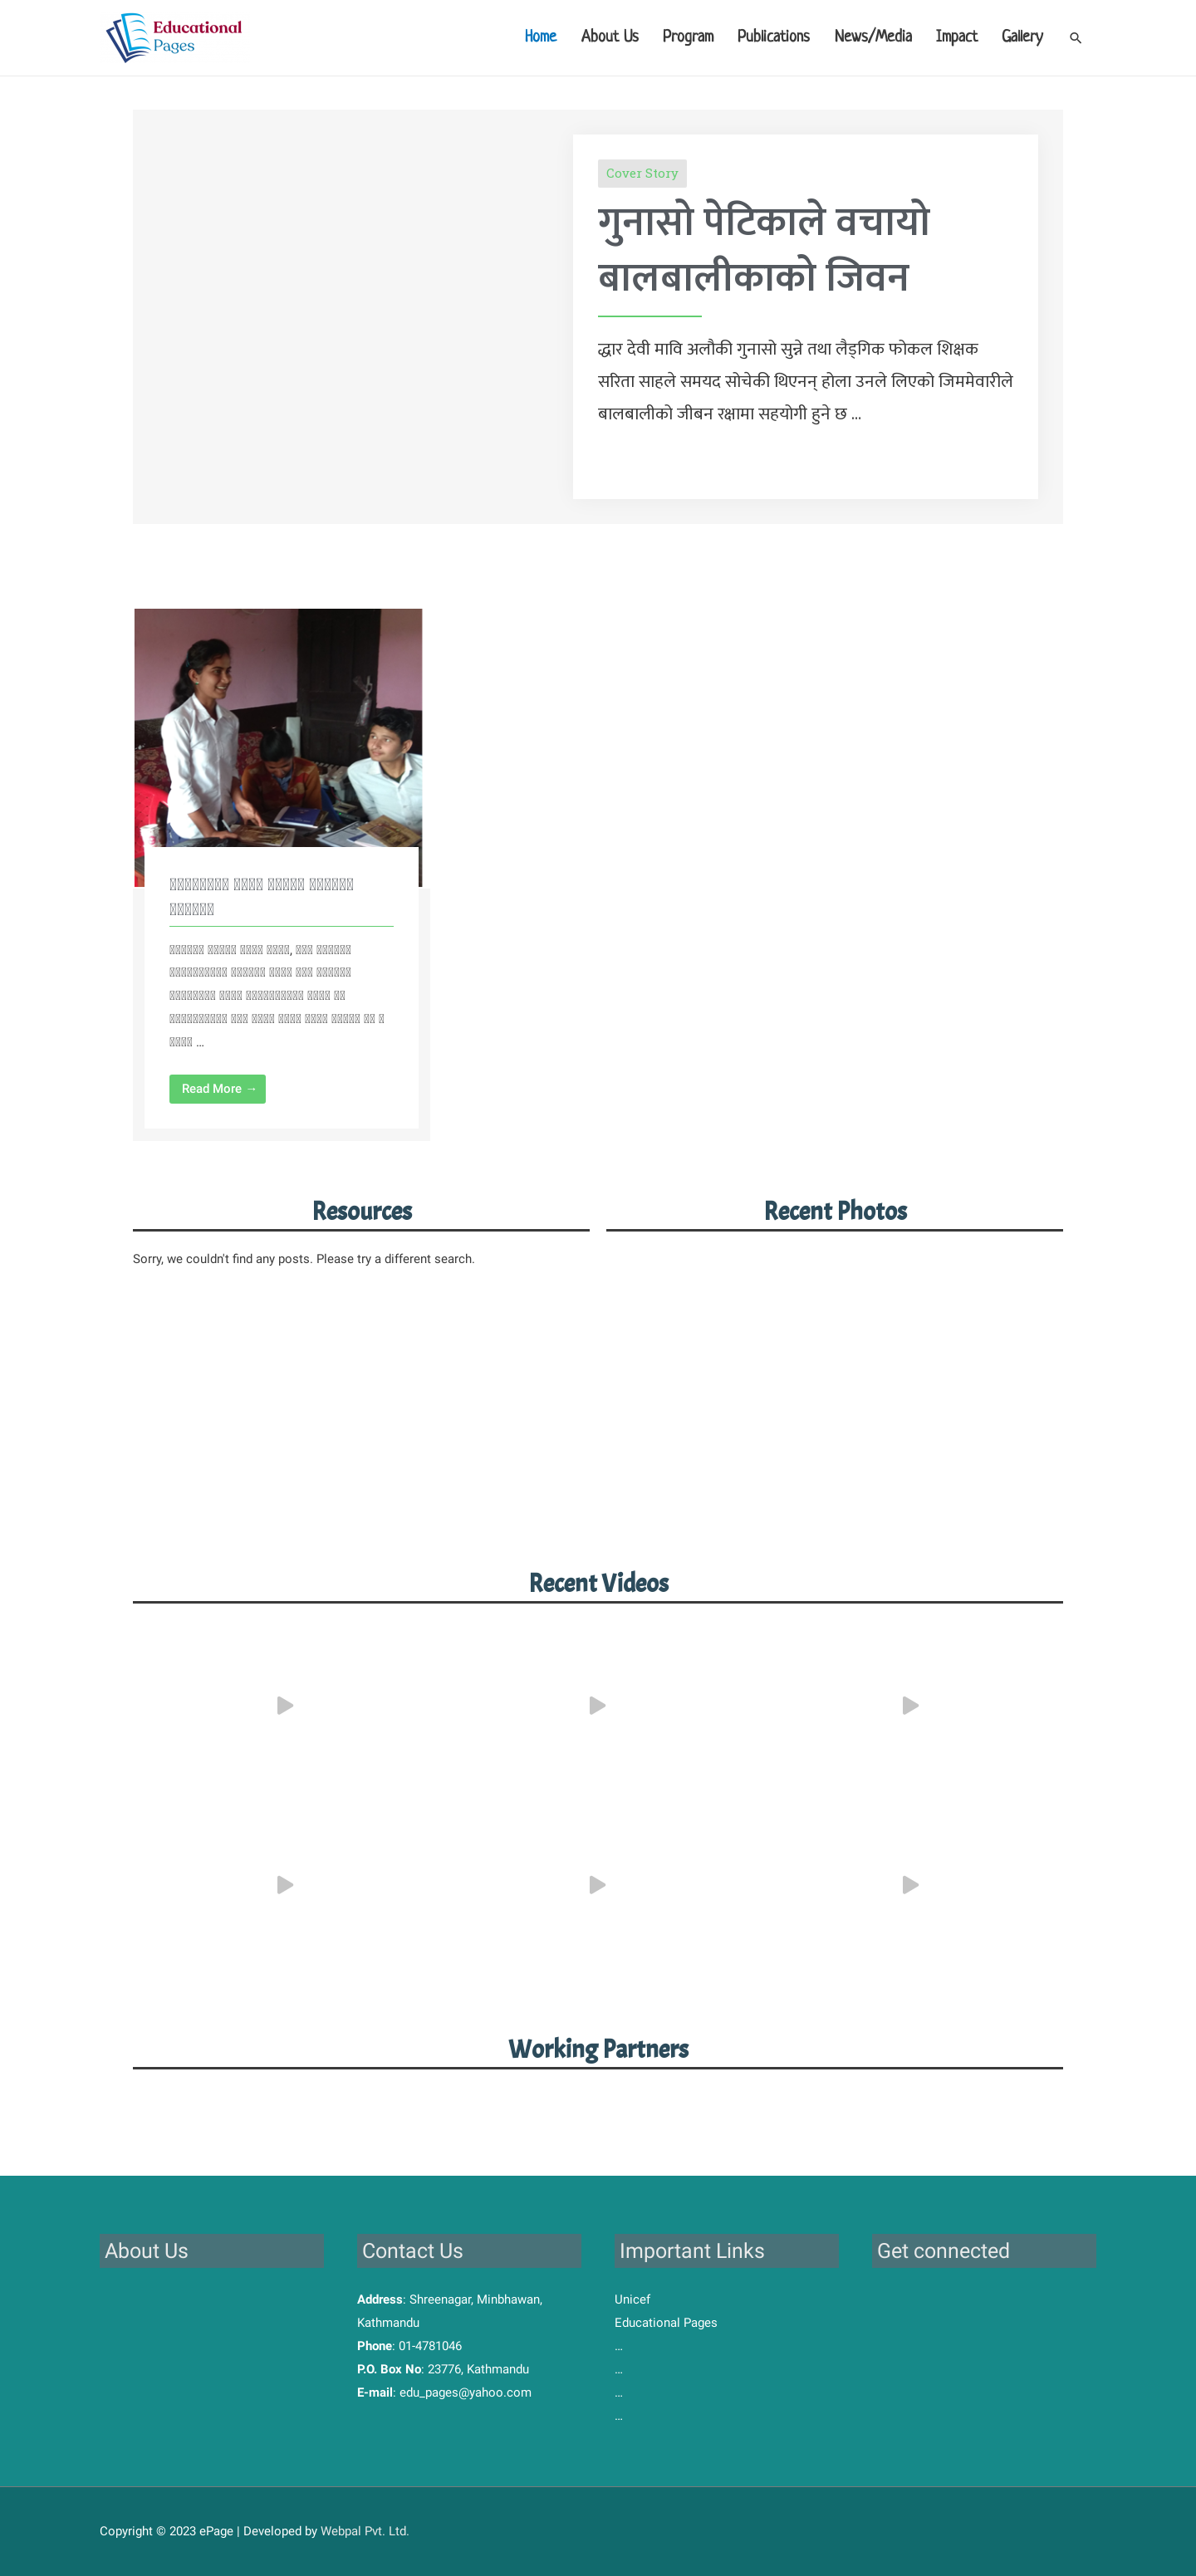 Educational
Pages
Home About Us Program Publications News/Media Impact Gallery
Cover Story
गुनासो पेटिकाले वचायो
बालबालीकाको जिवन
द्धार देवी मावि अलौकी गुनासो सुन्ने तथा लैड्गिक फोकल शिक्षक
सरिता साहले समयद सोचेकी थिएनन् होला उनले लिएको जिममेवारीले
बालबालीको जीबन रक्षामा सहयोगी हुने छ ...
Read More →
Resources
Recent Photos
Sorry, we couldn't find any posts. Please try a different search.
Recent Videos
Working Partners
About Us
Contact Us
Important Links
Get connected
Address: Shreenagar, Minbhawan,
Kathmandu
Phone: 01-4781046
P.O. Box No: 23776, Kathmandu
E-mail: edu_pages@yahoo.com
Unicef
Educational Pages
...
...
...
...
Copyright © 2023 ePage | Developed by Webpal Pvt. Ltd.